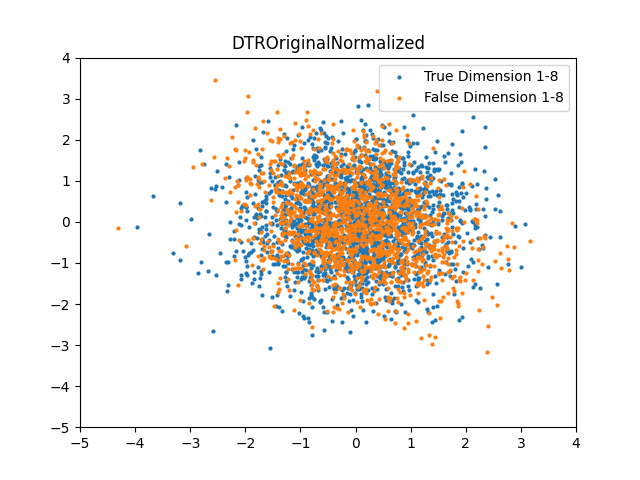 DTROriginalNormalized
True Dimension 1-8
False Dimension 1-8
4
3
2
1
0
−1
−2
−3
−4
−5
−5 −4 −3 −2 −1 0 1 2 3 4